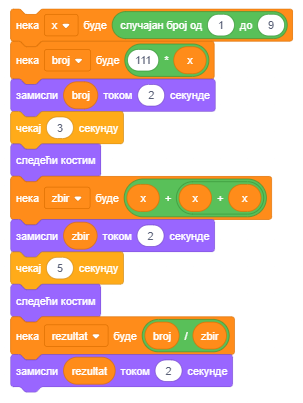 нека x буде случајан број од 1 до 9
нека broj буде 111 * x
замисли broj током 2 секунде
чекај 3 секунду
следећи костим
нека zbir буде x + x + x
замисли zbir током 2 секунде
чекај 5 секунду
следећи костим
нека rezultat буде broj / zbir
замисли rezultat током 2 секунде